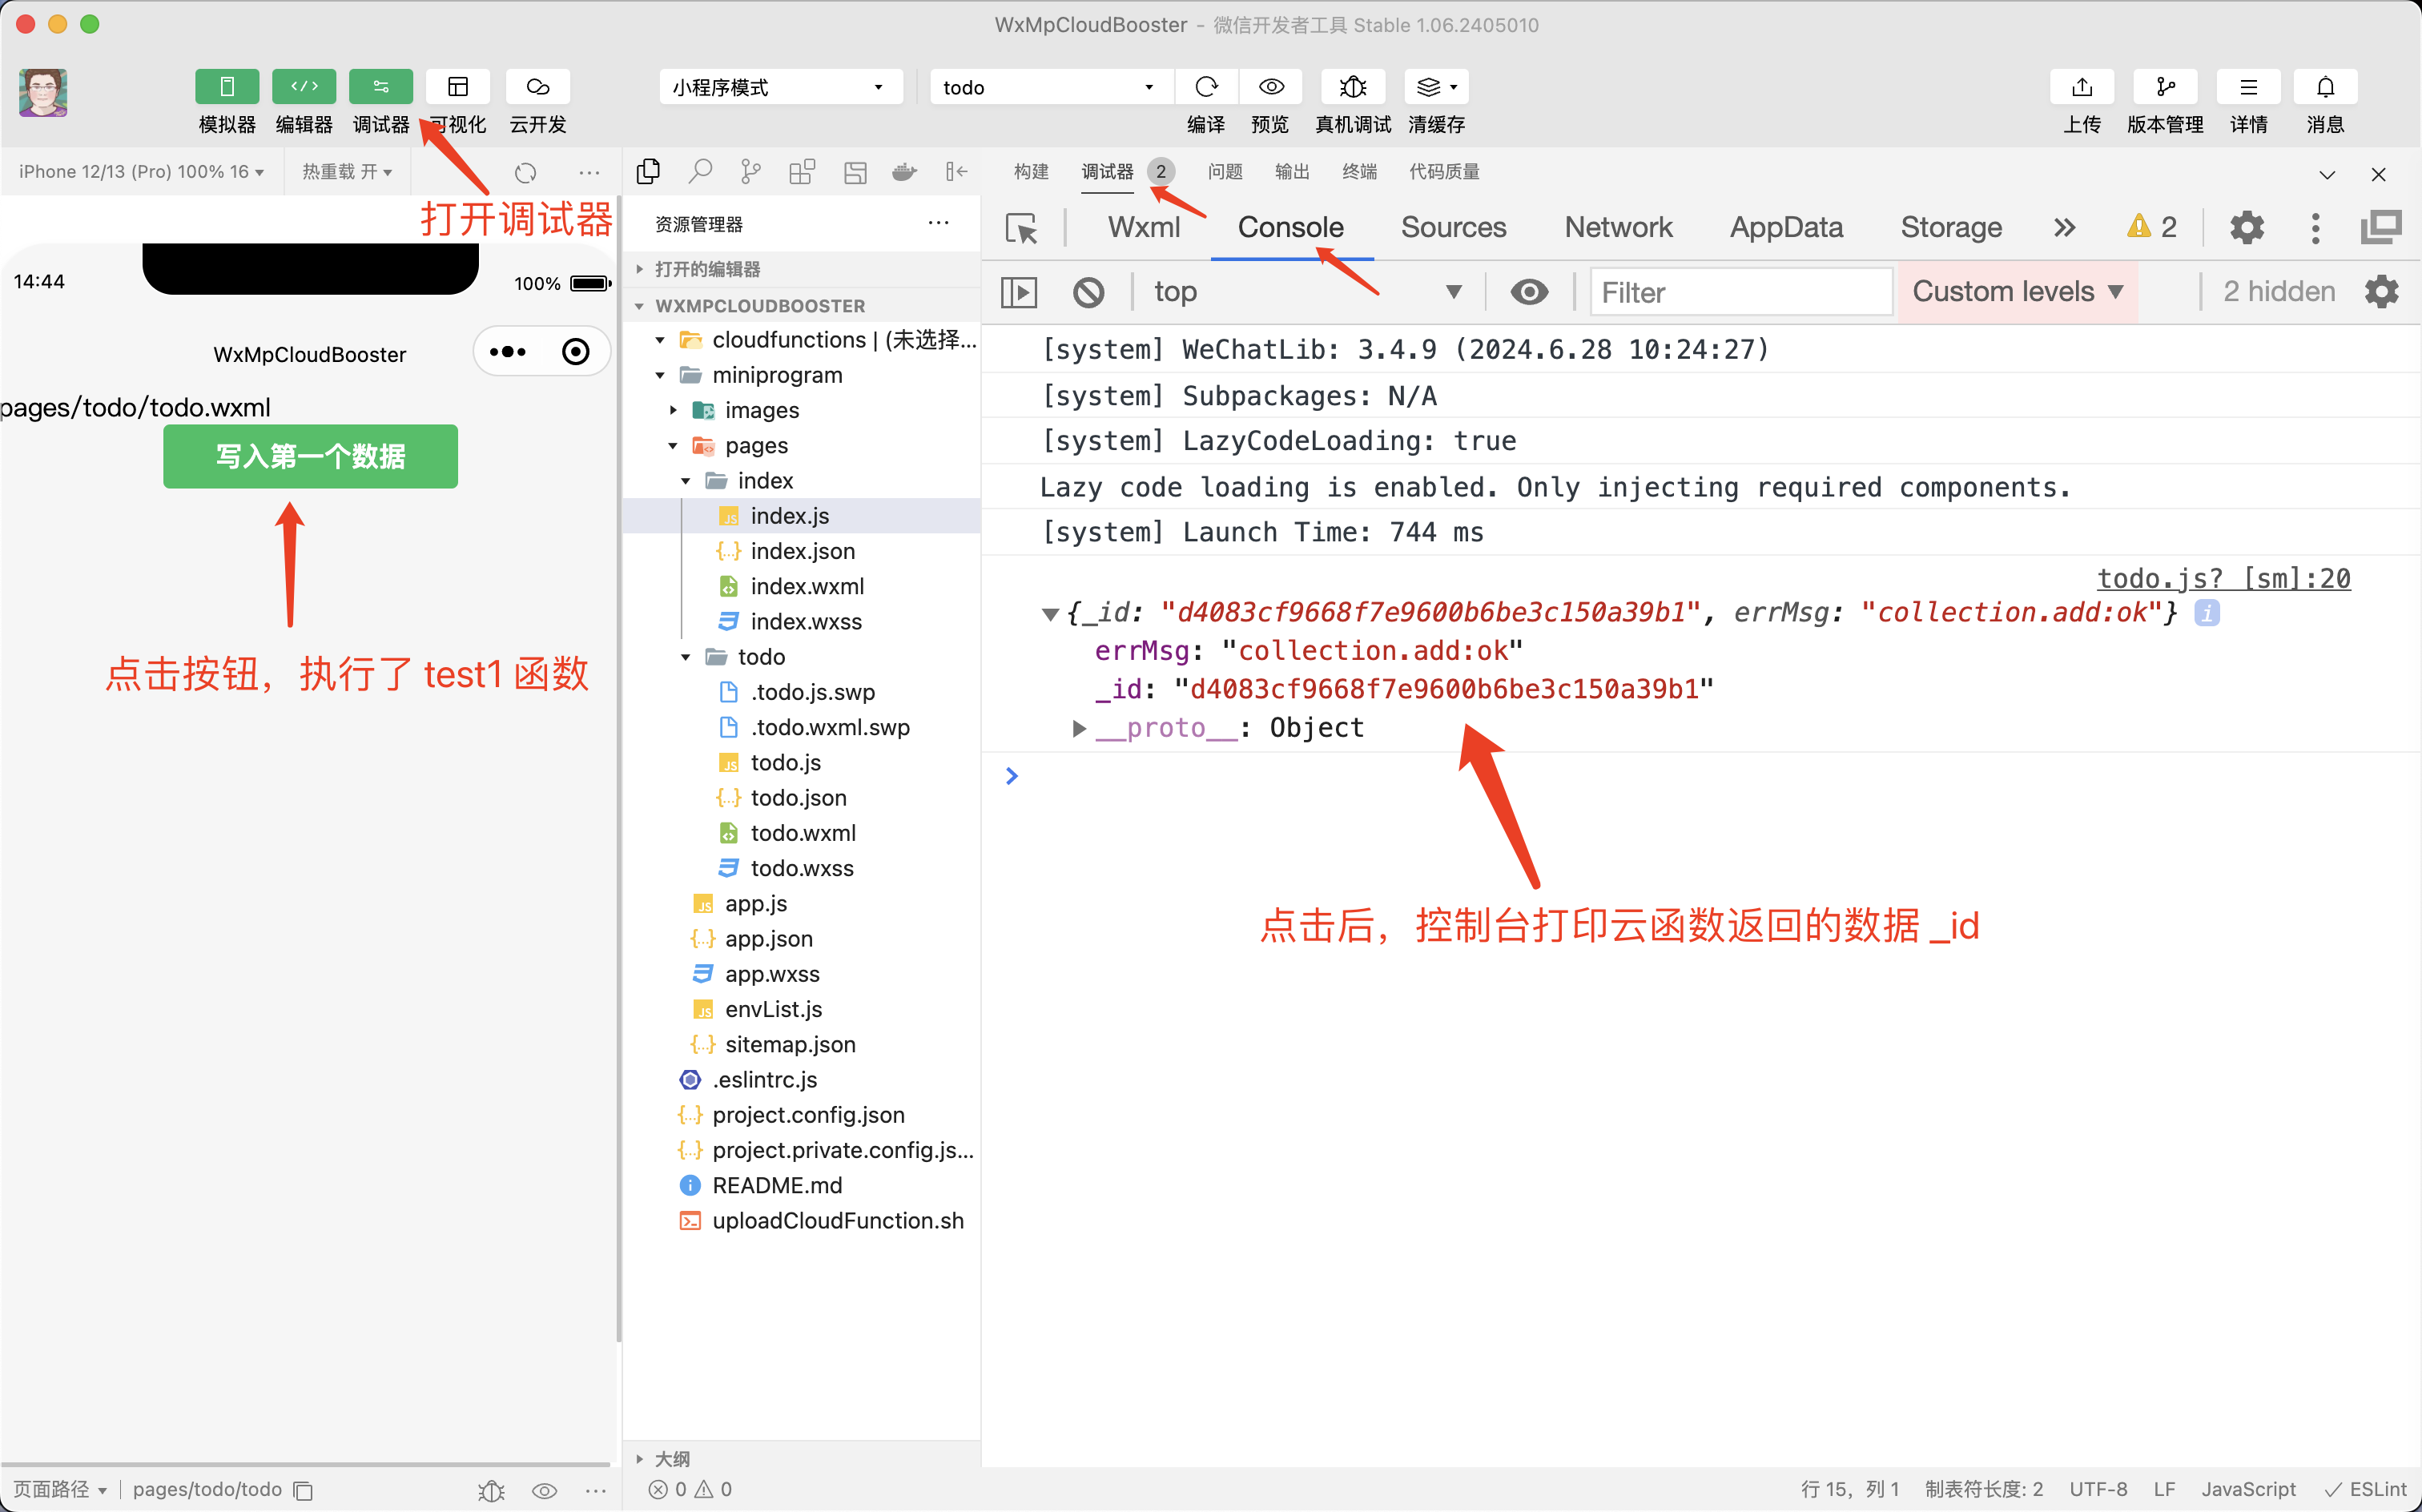 WxMpCloudBooster - 微信开发者工具 Stable 1.06.2405010
模拟器 编辑器 调试器 可视化 云开发
小程序模式 todo
编译 预览 真机调试 清缓存
上传 版本管理 详情 消息
iPhone 12/13 (Pro) 100% 16 热重载 开
打开调试器
14:44 100%
WxMpCloudBooster
pages/todo/todo.wxml
写入第一个数据
点击按钮，执行了 test1 函数
页面路径 pages/todo/todo
资源管理器
打开的编辑器
WXMPCLOUDBOOSTER
cloudfunctions | (未选择...
miniprogram
images
pages
index
index.js
index.json
index.wxml
index.wxss
todo
.todo.js.swp
.todo.wxml.swp
todo.js
todo.json
todo.wxml
todo.wxss
app.js
app.json
app.wxss
envList.js
sitemap.json
.eslintrc.js
project.config.json
project.private.config.js...
README.md
uploadCloudFunction.sh
大纲
0 0
构建 调试器 2 问题 输出 终端 代码质量
Wxml Console Sources Network AppData Storage 2
top Filter Custom levels 2 hidden
[system] WeChatLib: 3.4.9 (2024.6.28 10:24:27)
[system] Subpackages: N/A
[system] LazyCodeLoading: true
Lazy code loading is enabled. Only injecting required components.
[system] Launch Time: 744 ms
todo.js? [sm]:20
{_id: "d4083cf9668f7e9600b6be3c150a39b1", errMsg: "collection.add:ok"}
errMsg: "collection.add:ok"
_id: "d4083cf9668f7e9600b6be3c150a39b1"
__proto__: Object
点击后，控制台打印云函数返回的数据 _id
行 15，列 1 制表符长度: 2 UTF-8 LF JavaScript ESLint